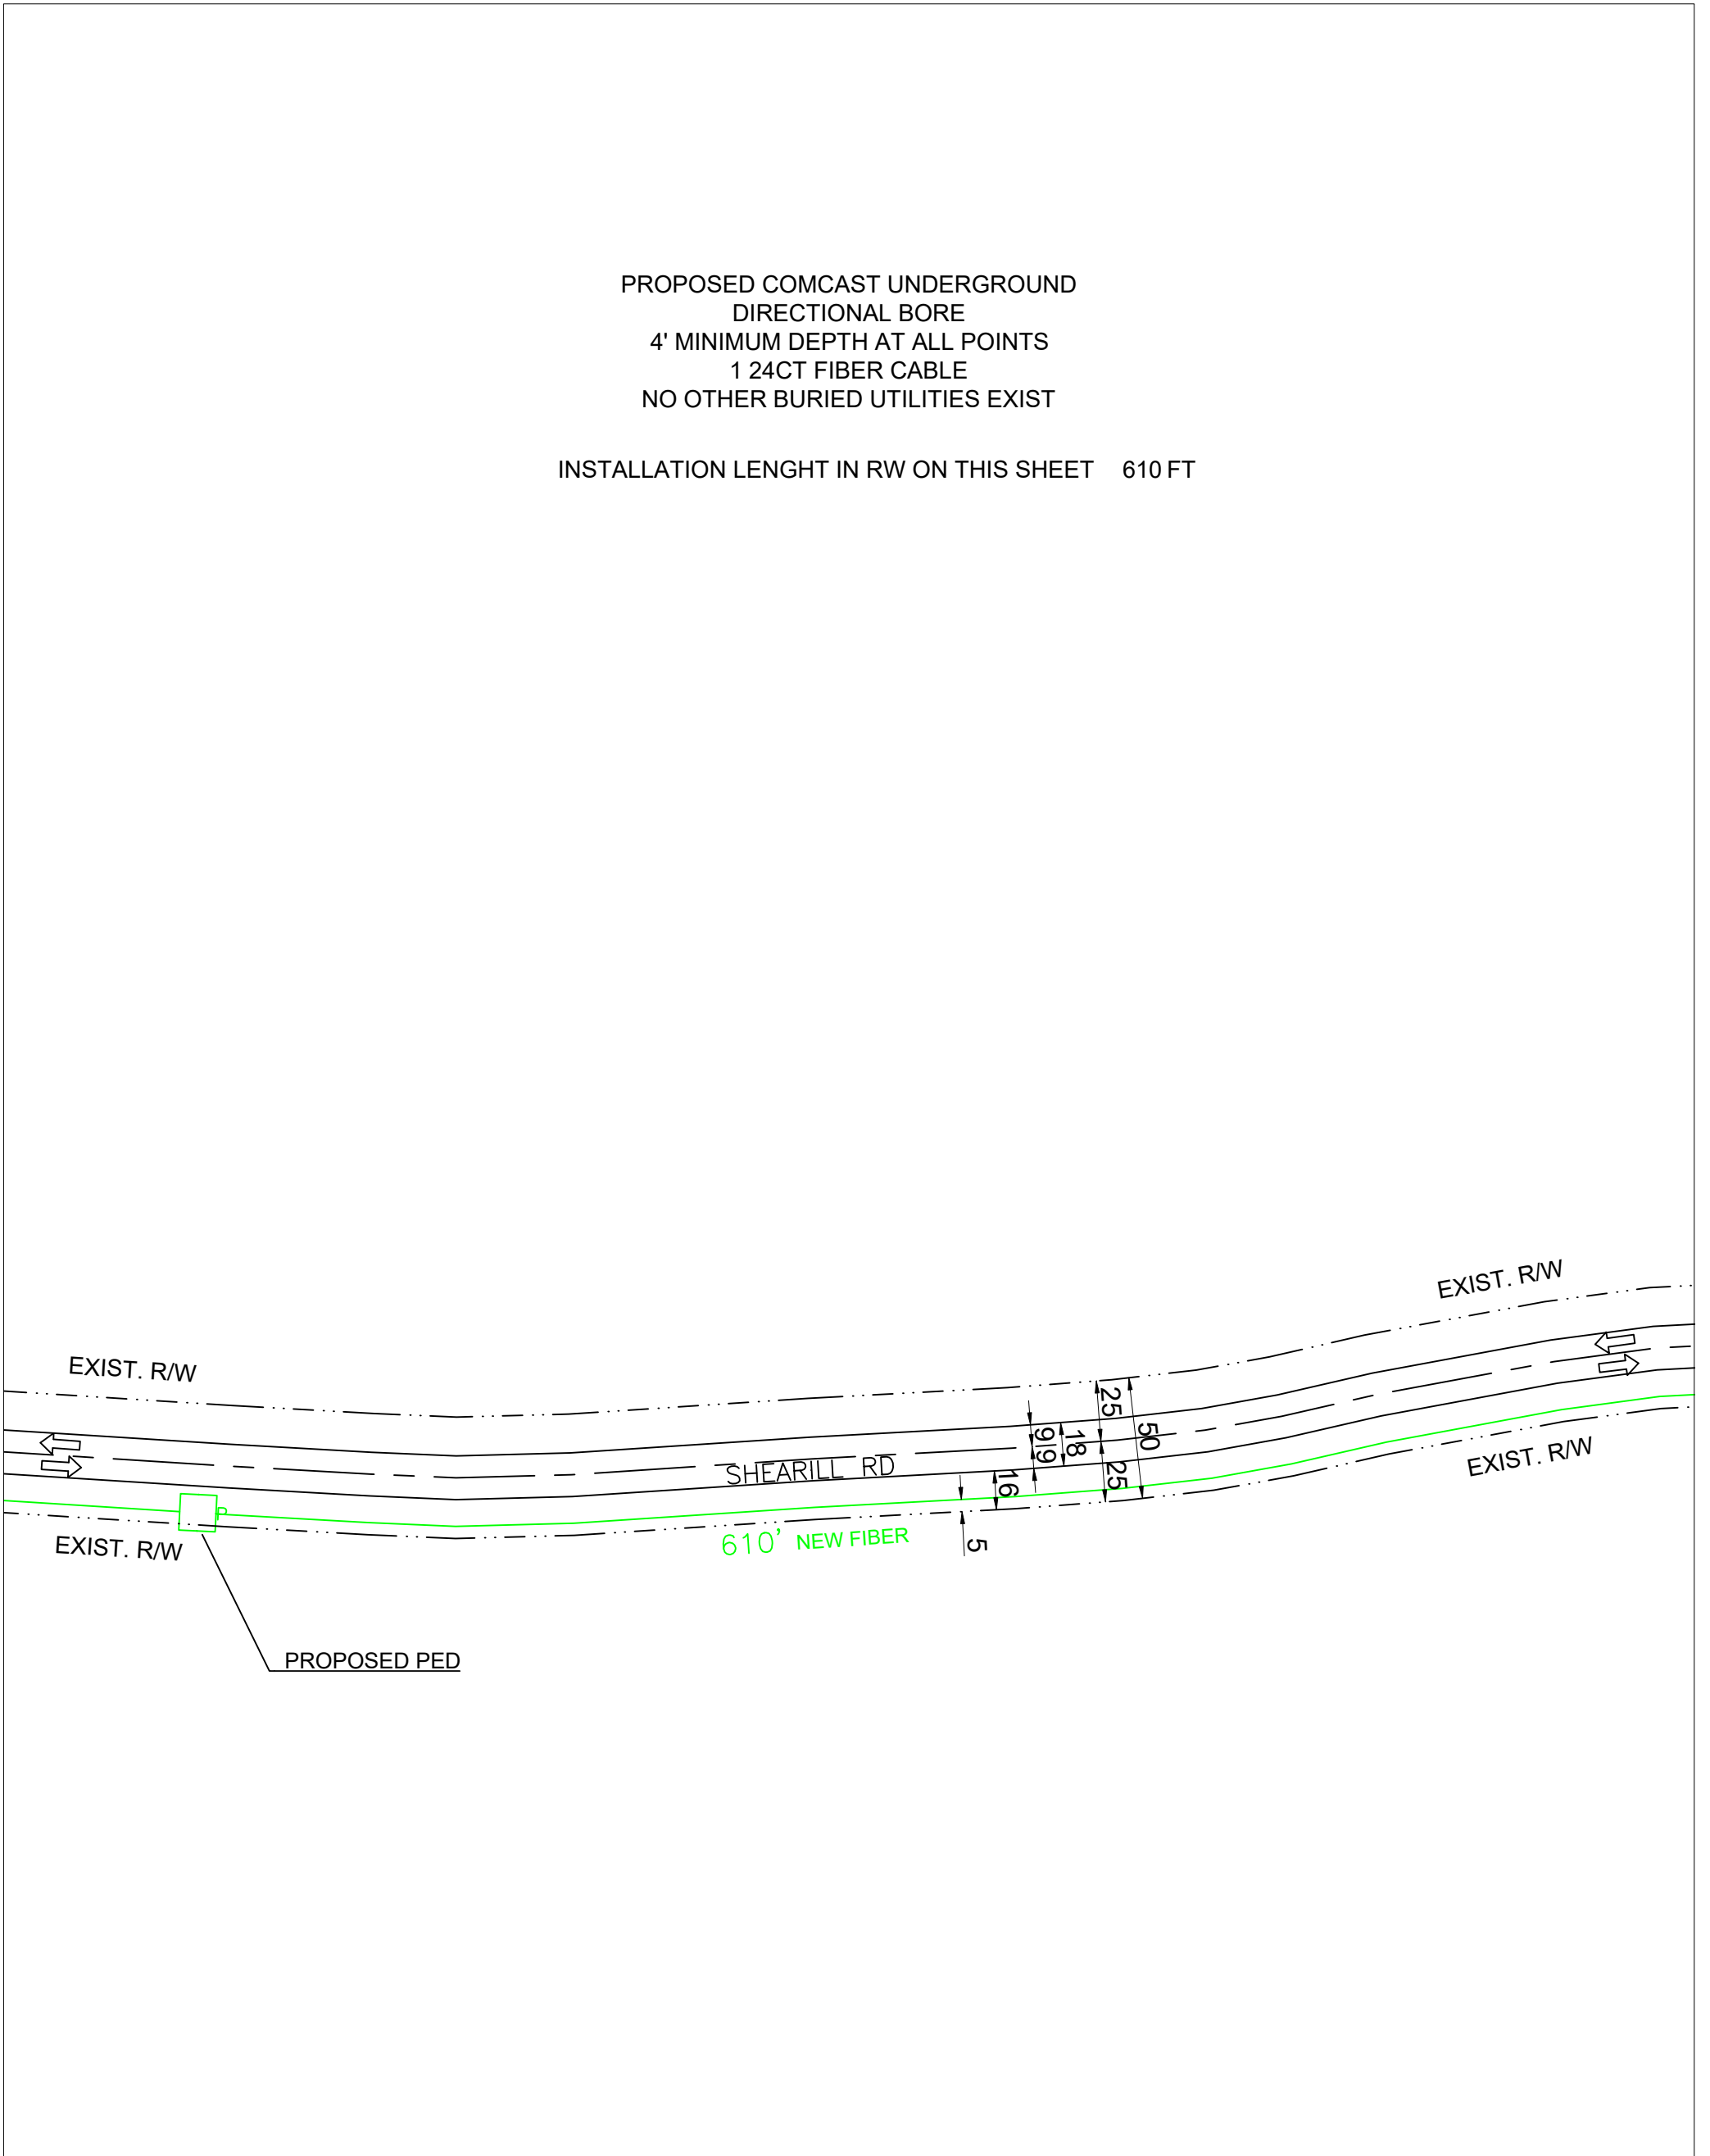 PROPOSED COMCAST UNDERGROUND
DIRECTIONAL BORE
4' MINIMUM DEPTH AT ALL POINTS
1 24CT FIBER CABLE
NO OTHER BURIED UTILITIES EXIST
INSTALLATION LENGHT IN RW ON THIS SHEET 610 FT
EXIST. R/W
EXIST. R/W
25
50
18
9
9
25
16
5
SHEARILL RD
EXIST. R/W
610' NEW FIBER
P
EXIST. R/W
PROPOSED PED